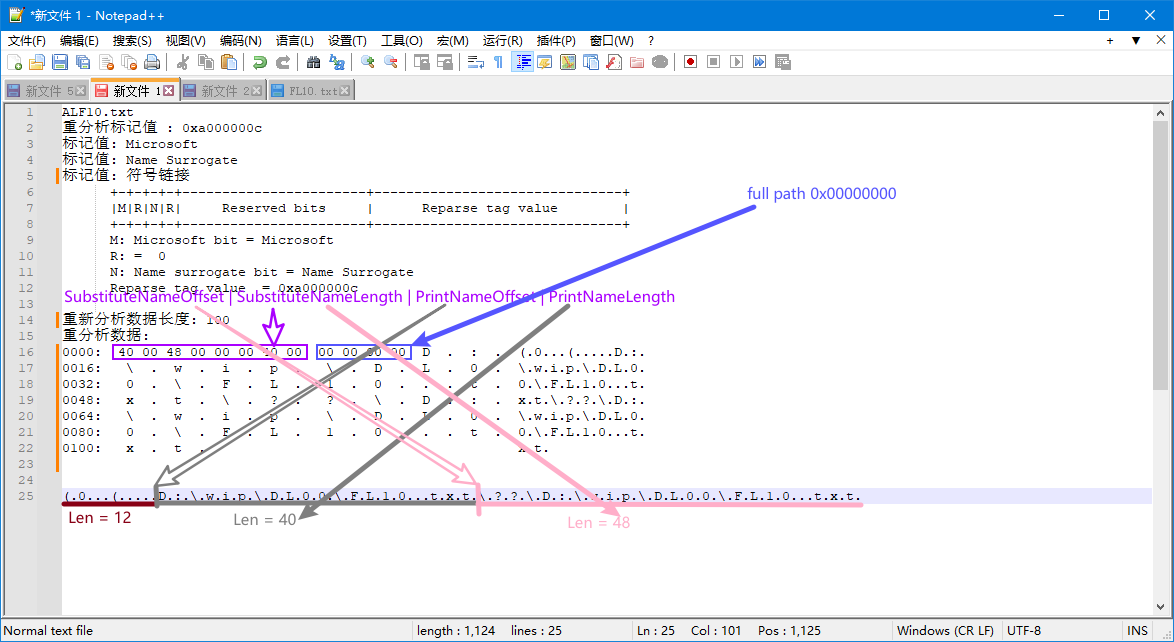 *新文件 1 - Notepad++
文件(F) 编辑(E) 搜索(S) 视图(V) 编码(N) 语言(L) 设置(T) 工具(O) 宏(M) 运行(R) 插件(P) 窗口(W) ?
+ ▼ X
新文件 5 新文件 1 新文件 2 FL10.txt
1 ALF10.txt
2 重分析标记值 : 0xa000000c
3 标记值: Microsoft
4 标记值: Name Surrogate
5 标记值: 符号链接
6 +-+-+-+-+-----------------------+-------------------------------+
7 |M|R|N|R|     Reserved bits     |      Reparse tag value        |
8 +-+-+-+-+-----------------------+-------------------------------+
full path 0x00000000
9 M: Microsoft bit = Microsoft
10 R: =  0
11 N: Name surrogate bit = Name Surrogate
12 Reparse tag value  = 0xa000000c
SubstituteNameOffset | SubstituteNameLength | PrintNameOffset | PrintNameLength
13
14 重新分析数据长度: 100
15 重分析数据:
16 0000: 40 00 48 00 00 00 40 00 00 00 00 00 D . : . (.0...(.....D.:.
17 0016: \ . w . i . p . \ . D . L . 0 . \.w.i.p.\.D.L.0.
18 0032: 0 . \ . F . L . 1 . 0 . . . t . 0.\.F.L.1.0...t.
19 0048: x . t . \ . ? . ? . \ . D . : . x.t.\.?.?.\.D.:.
20 0064: \ . w . i . p . \ . D . L . 0 . \.w.i.p.\.D.L.0.
21 0080: 0 . \ . F . L . 1 . 0 . . . t . 0.\.F.L.1.0...t.
22 0100: x . t . x.t.
23
24
25 (.0...(.....D.:.\.w.i.p.\.D.L.0.0.\.F.L.1.0...t.x.t.\.?.?.\.D.:.\.w.i.p.\.D.L.0.0.\.F.L.1.0...t.x.t.
Len = 12
Len = 40
Len = 48
Normal text file length : 1,124 lines : 25 Ln : 25 Col : 101 Pos : 1,125 Windows (CR LF) UTF-8 INS